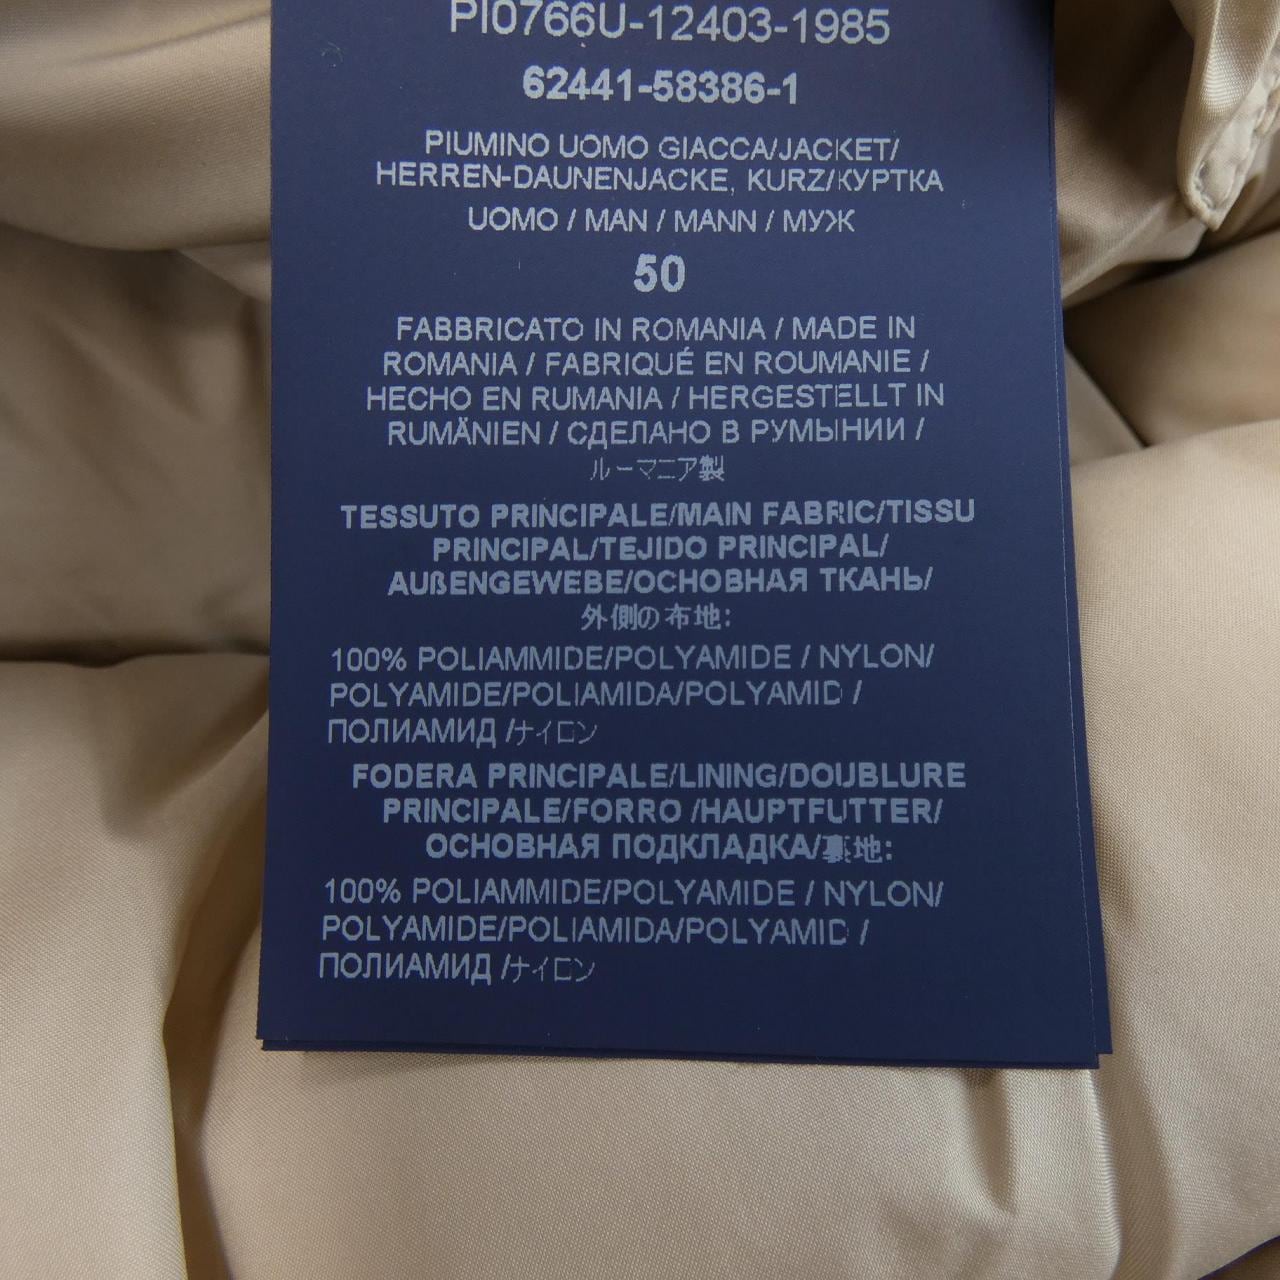 PI0766U-12403-1985
62441-58386-1
PIUMINO UOMO GIACCA/JACKET/
HERREN-DAUNENJACKE, KURZ/КУРТКА
UOMO / MAN / MANN / МУЖ
50
FABBRICATO IN ROMANIA / MADE IN
ROMANIA / FABRIQUÉ EN ROUMANIE /
HECHO EN RUMANIA / HERGESTELLT IN
RUMÄNIEN / СДЕЛАНО В РУМЫНИИ /
ルーマニア製
TESSUTO PRINCIPALE/MAIN FABRIC/TISSU
PRINCIPAL/TEJIDO PRINCIPAL/
AUßENGEWEBE/ОСНОВНАЯ ТКАНЬ/
外側の布地:
100% POLIAMMIDE/POLYAMIDE / NYLON/
POLYAMIDE/POLIAMIDA/POLYAMID /
ПОЛИАМИД /ナイロン
FODERA PRINCIPALE/LINING/DOUBLURE
PRINCIPALE/FORRO /HAUPTFUTTER/
ОСНОВНАЯ ПОДКЛАДКА/裏地:
100% POLIAMMIDE/POLYAMIDE / NYLON/
POLYAMIDE/POLIAMIDA/POLYAMID /
ПОЛИАМИД /ナイロン